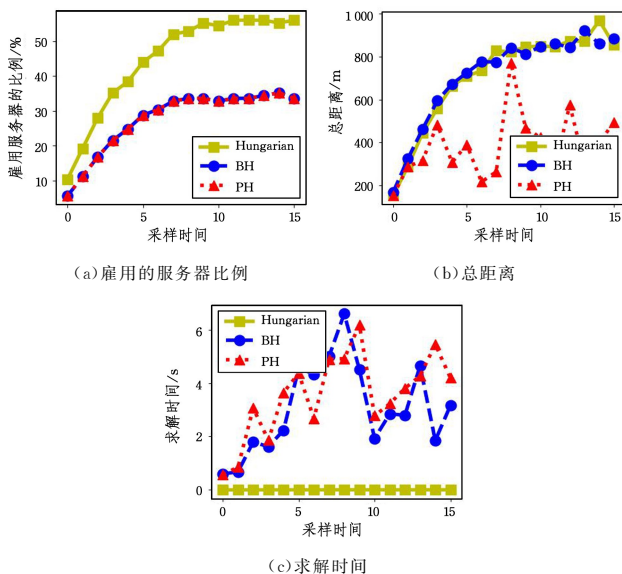 雇用服务器的比例/%
50
40
30
20
10
Hungarian
BH
PH
0
5
10
15
采样时间
(a)雇用的服务器比例
总距离/m
1 000
800
600
400
200
Hungarian
BH
PH
0
5
10
15
采样时间
(b)总距离
求解时间/s
6
4
2
0
Hungarian
BH
PH
0
5
10
15
采样时间
(c)求解时间